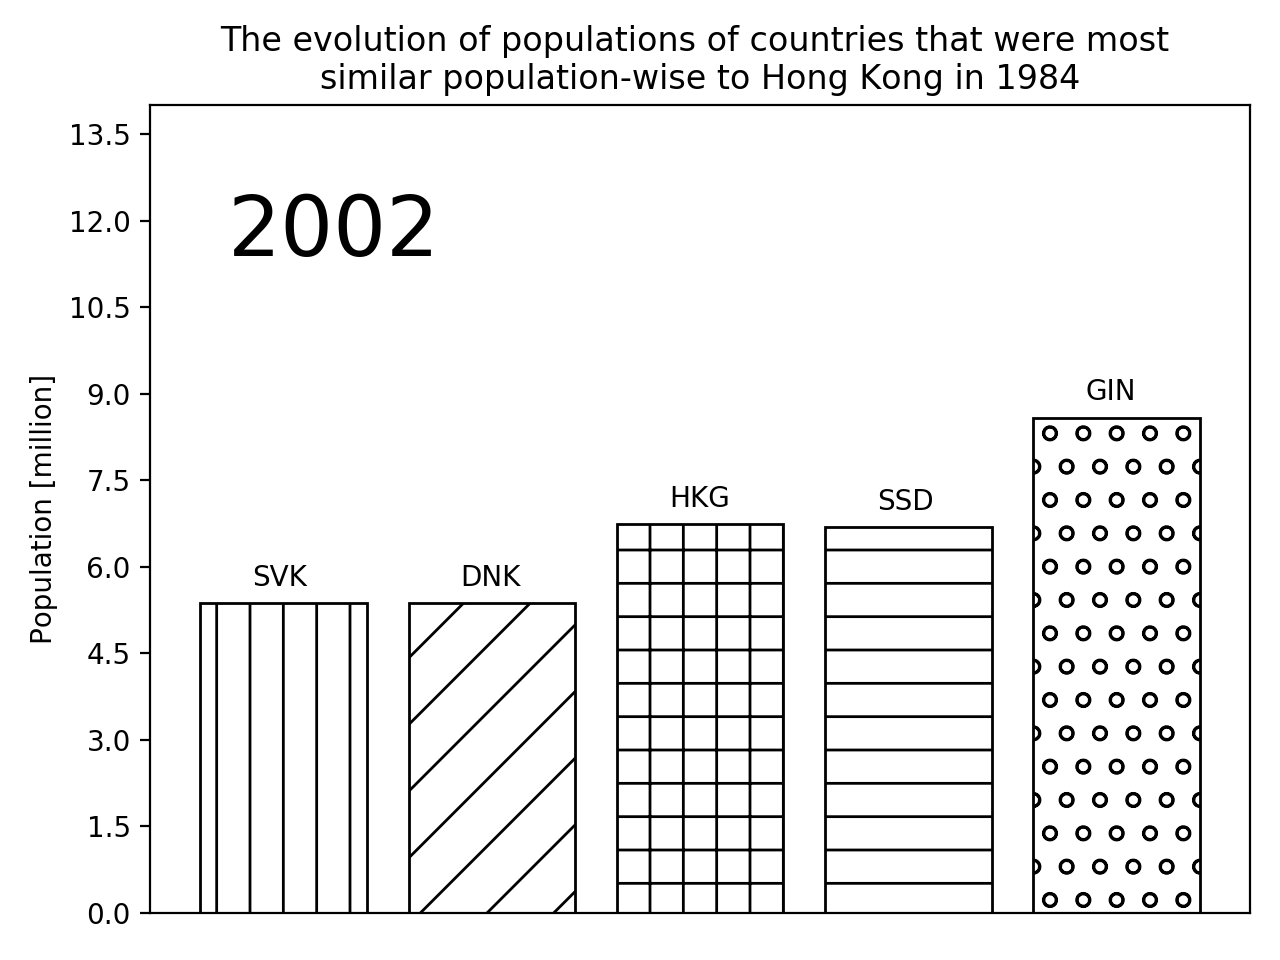 The evolution of populations of countries that were most
similar population-wise to Hong Kong in 1984
13.5
12.0
10.5
9.0
7.5
6.0
4.5
3.0
1.5
0.0
Population [million]
2002
SVK
DNK
HKG
SSD
GIN